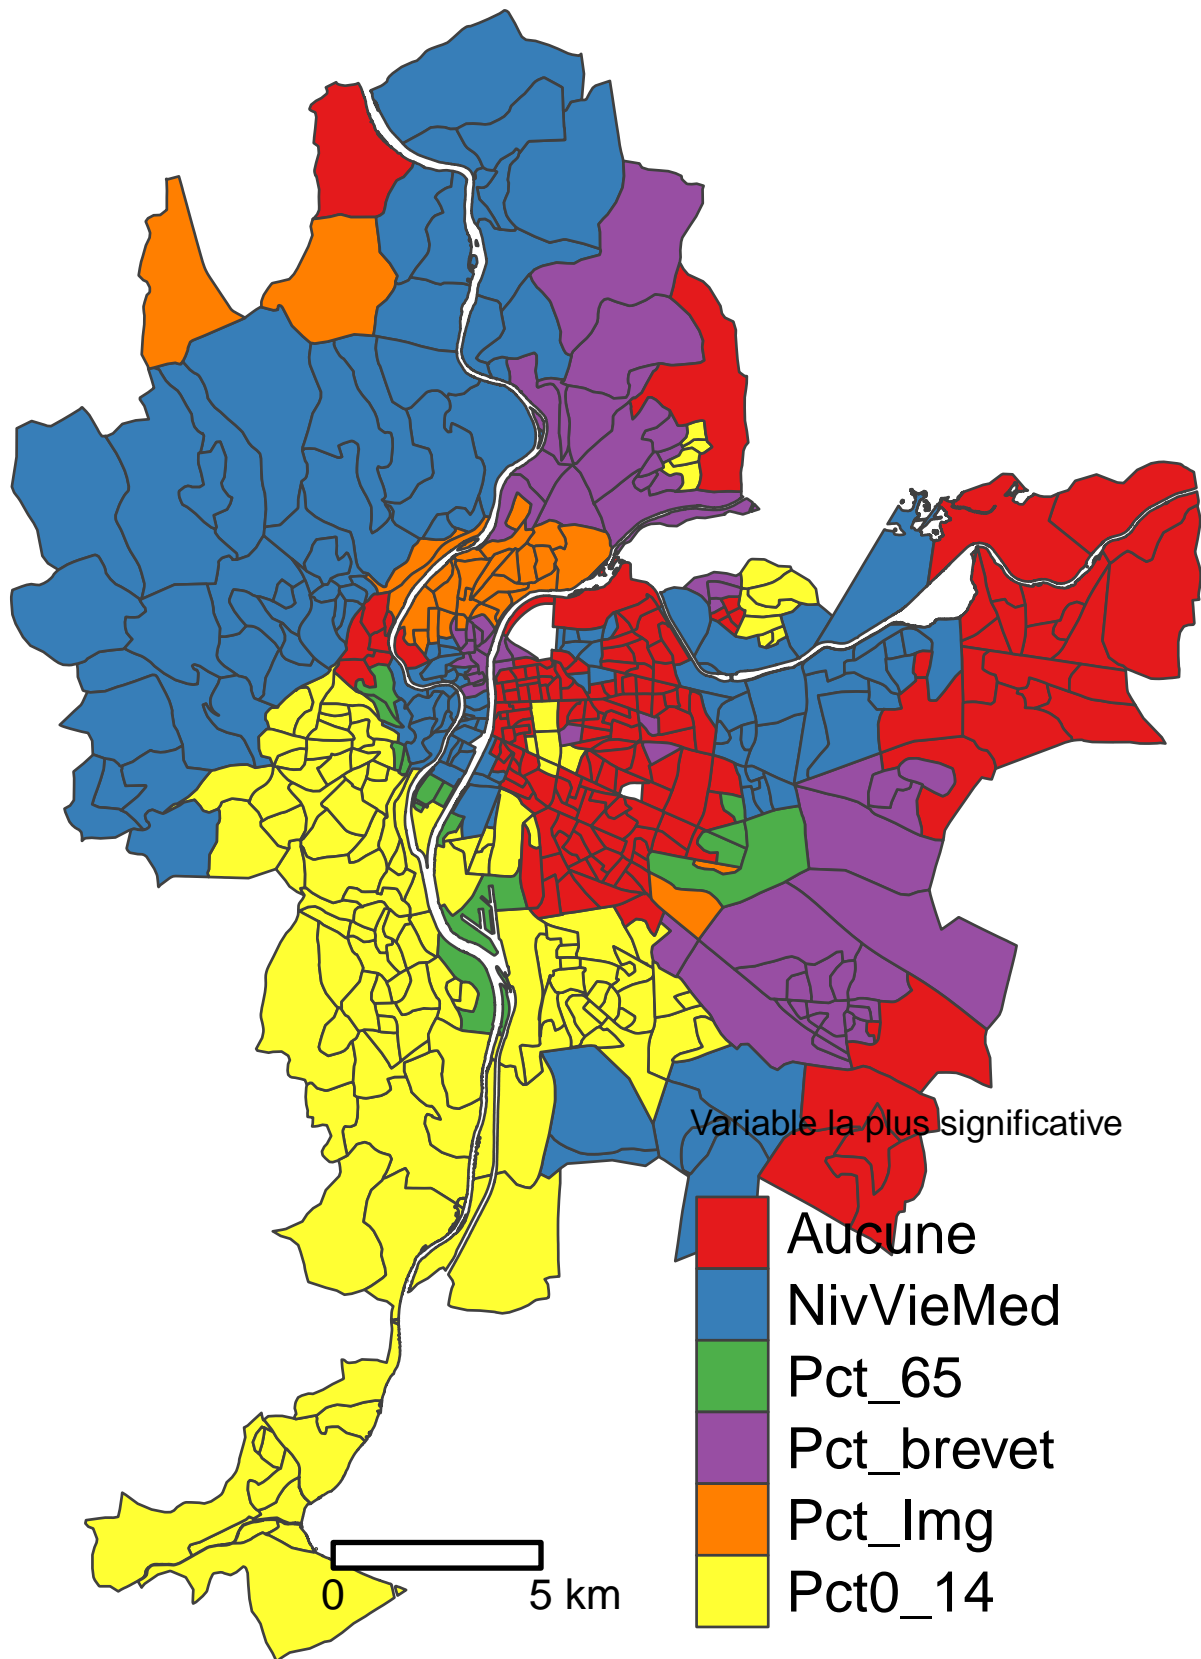 Variable la plus significative
Aucune
NivVieMed
Pct_65
Pct_brevet
Pct_Img
Pct0_14
0 5 km